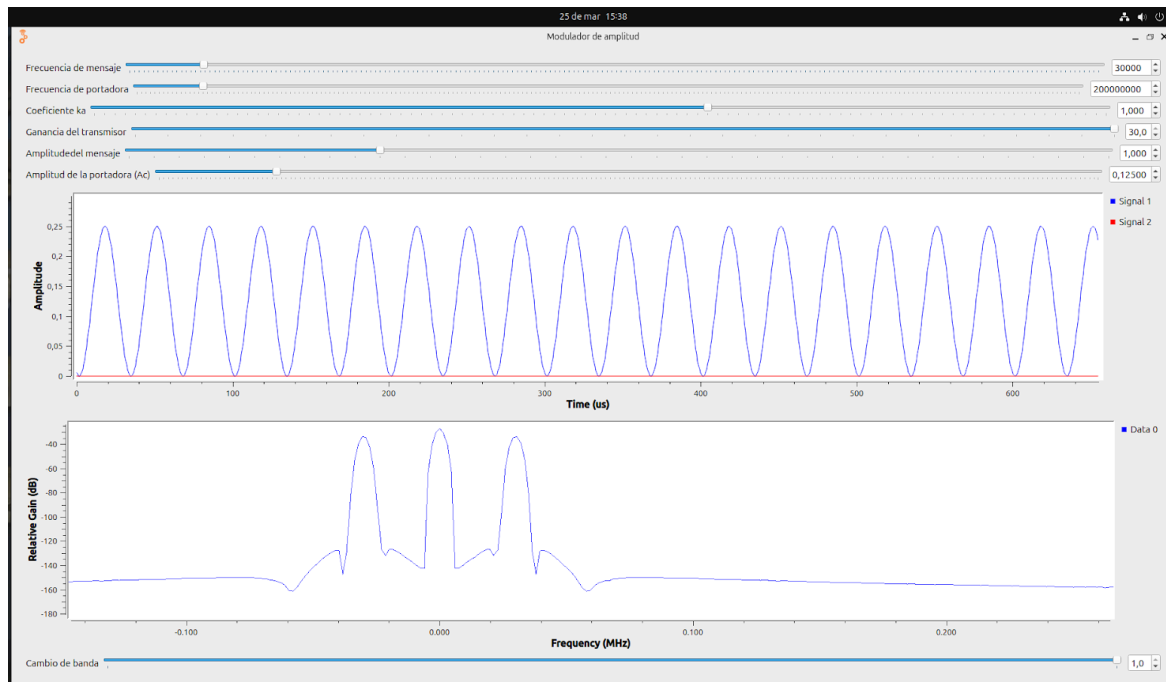 25 de mar 15:38
Modulador de amplitud
Frecuencia de mensaje 30000
Frecuencia de portadora 200000000
Coeficiente ka 1,000
Ganancia del transmisor 30,0
Amplitudedel mensaje 1,000
Amplitud de la portadora (Ac) 0,12500
Signal 1
Signal 2
Amplitude
0,25
0,2
0,15
0,1
0,05
0
0 100 200 300 400 500 600
Time (us)
Data 0
Relative Gain (dB)
-40
-60
-80
-100
-120
-140
-160
-180
-0.100 0.000 0.100 0.200
Frequency (MHz)
Cambio de banda 1,0